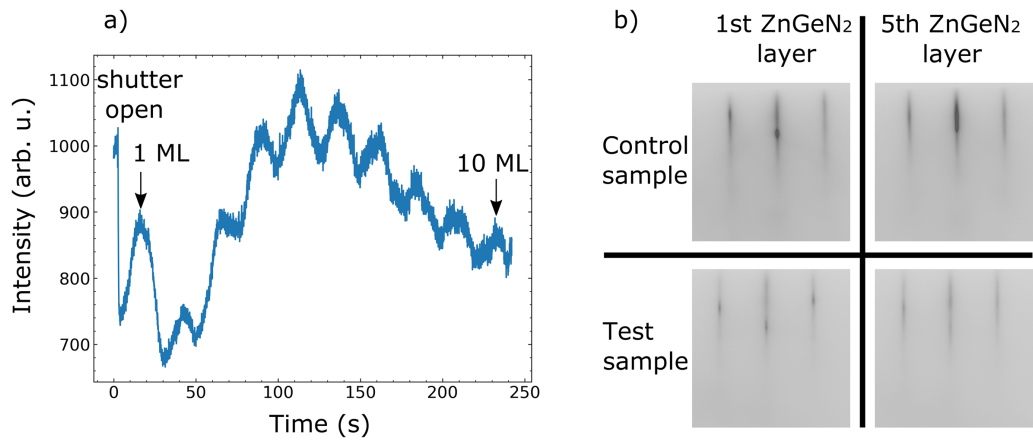 a)
Intensity (arb. u.)
1100
1000
900
800
700
shutter
open
1 ML
10 ML
0
50
100
150
200
250
Time (s)
b)
1st ZnGeN₂
layer
5th ZnGeN₂
layer
Control
sample
Test
sample